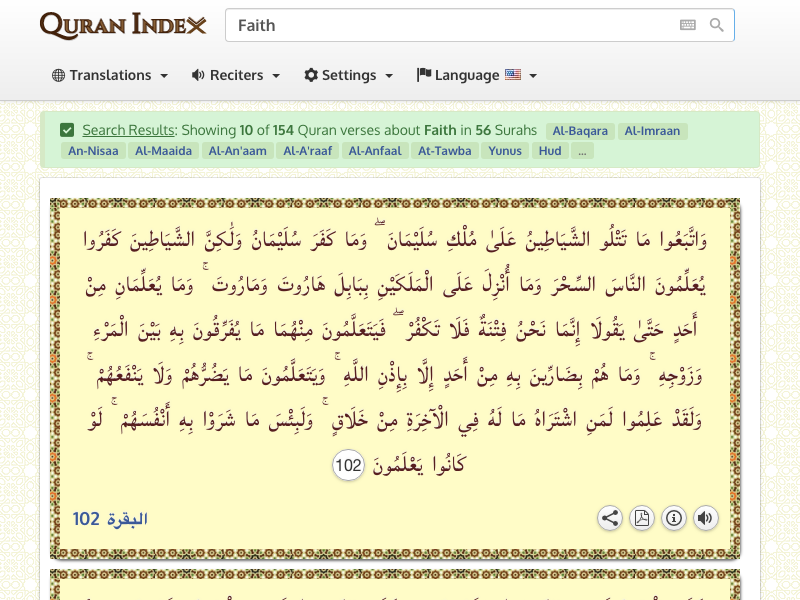 QURAN INDEX
Faith
Translations Reciters Settings Language
Search Results: Showing 10 of 154 Quran verses about Faith in 56 Surahs Al-Baqara Al-Imraan
An-Nisaa Al-Maaida Al-An'aam Al-A'raaf Al-Anfaal At-Tawba Yunus Hud ...
وَاتَّبَعُوا مَا تَتْلُو الشَّيَاطِينُ عَلَىٰ مُلْكِ سُلَيْمَانَ ۖ وَمَا كَفَرَ سُلَيْمَانُ وَلَٰكِنَّ الشَّيَاطِينَ كَفَرُوا
يُعَلِّمُونَ النَّاسَ السِّحْرَ وَمَا أُنْزِلَ عَلَى الْمَلَكَيْنِ بِبَابِلَ هَارُوتَ وَمَارُوتَ ۚ وَمَا يُعَلِّمَانِ مِنْ
أَحَدٍ حَتَّىٰ يَقُولَا إِنَّمَا نَحْنُ فِتْنَةٌ فَلَا تَكْفُرْ ۖ فَيَتَعَلَّمُونَ مِنْهُمَا مَا يُفَرِّقُونَ بِهِ بَيْنَ الْمَرْءِ
وَزَوْجِهِ ۚ وَمَا هُمْ بِضَارِّينَ بِهِ مِنْ أَحَدٍ إِلَّا بِإِذْنِ اللَّهِ ۚ وَيَتَعَلَّمُونَ مَا يَضُرُّهُمْ وَلَا يَنْفَعُهُمْ ۚ
وَلَقَدْ عَلِمُوا لَمَنِ اشْتَرَاهُ مَا لَهُ فِي الْآخِرَةِ مِنْ خَلَاقٍ ۚ وَلَبِئْسَ مَا شَرَوْا بِهِ أَنْفُسَهُمْ ۚ لَوْ
كَانُوا يَعْلَمُونَ 102
البقرة 102